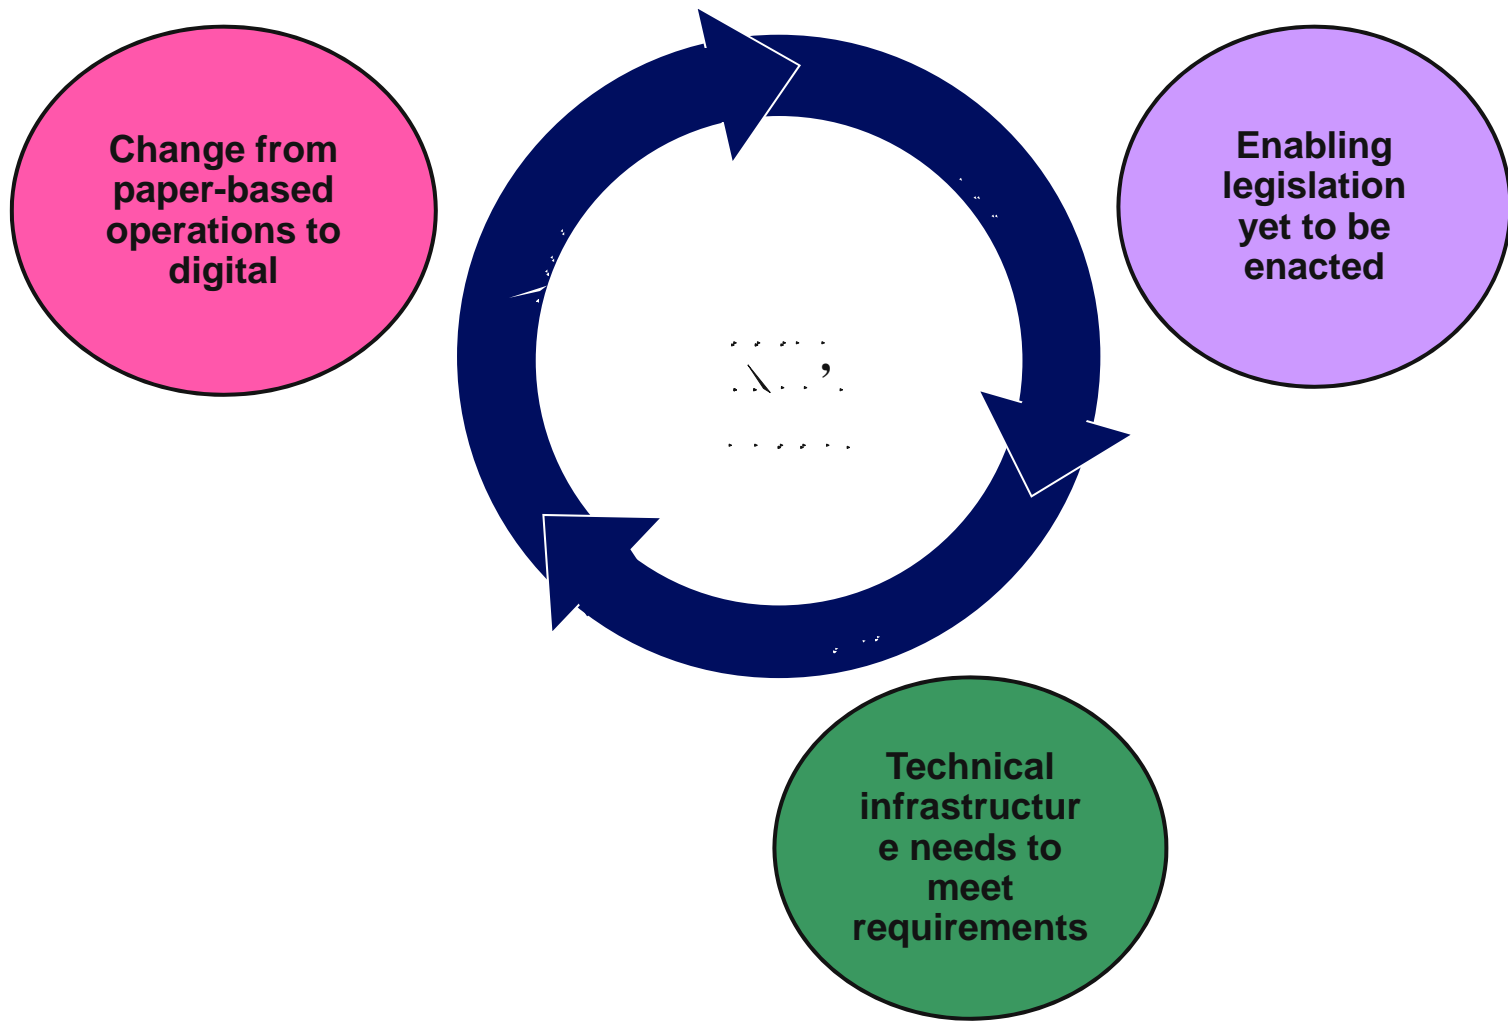 Change from
paper-based
operations to
digital
Enabling
legislation
yet to be
enacted
Technical
infrastructur
e needs to
meet
requirements